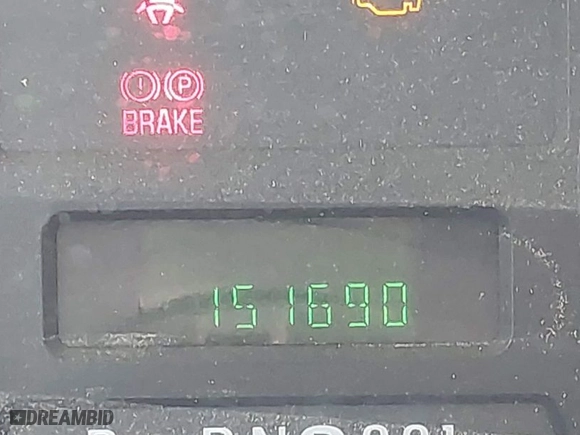 ! P
BRAKE
151690
DREAMBID